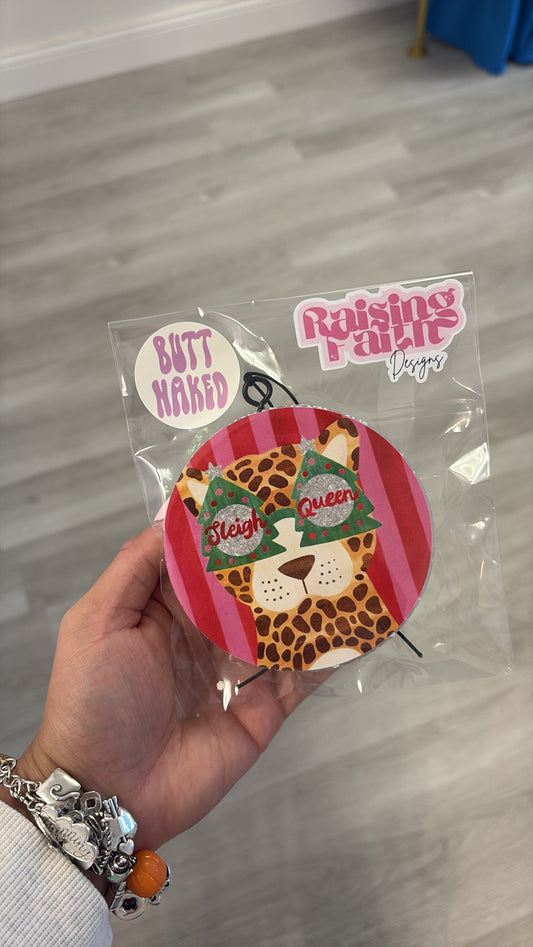 BUTT
NAKED
Raising
Faith
Designs
Sleigh
Queen